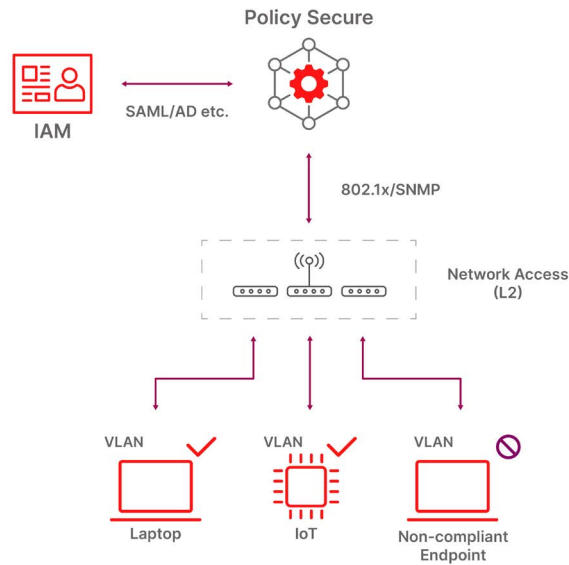 Policy Secure
SAML/AD etc.
IAM
802.1x/SNMP
Network Access
(L2)
VLAN
VLAN
VLAN
Laptop
IoT
Non-compliant
Endpoint